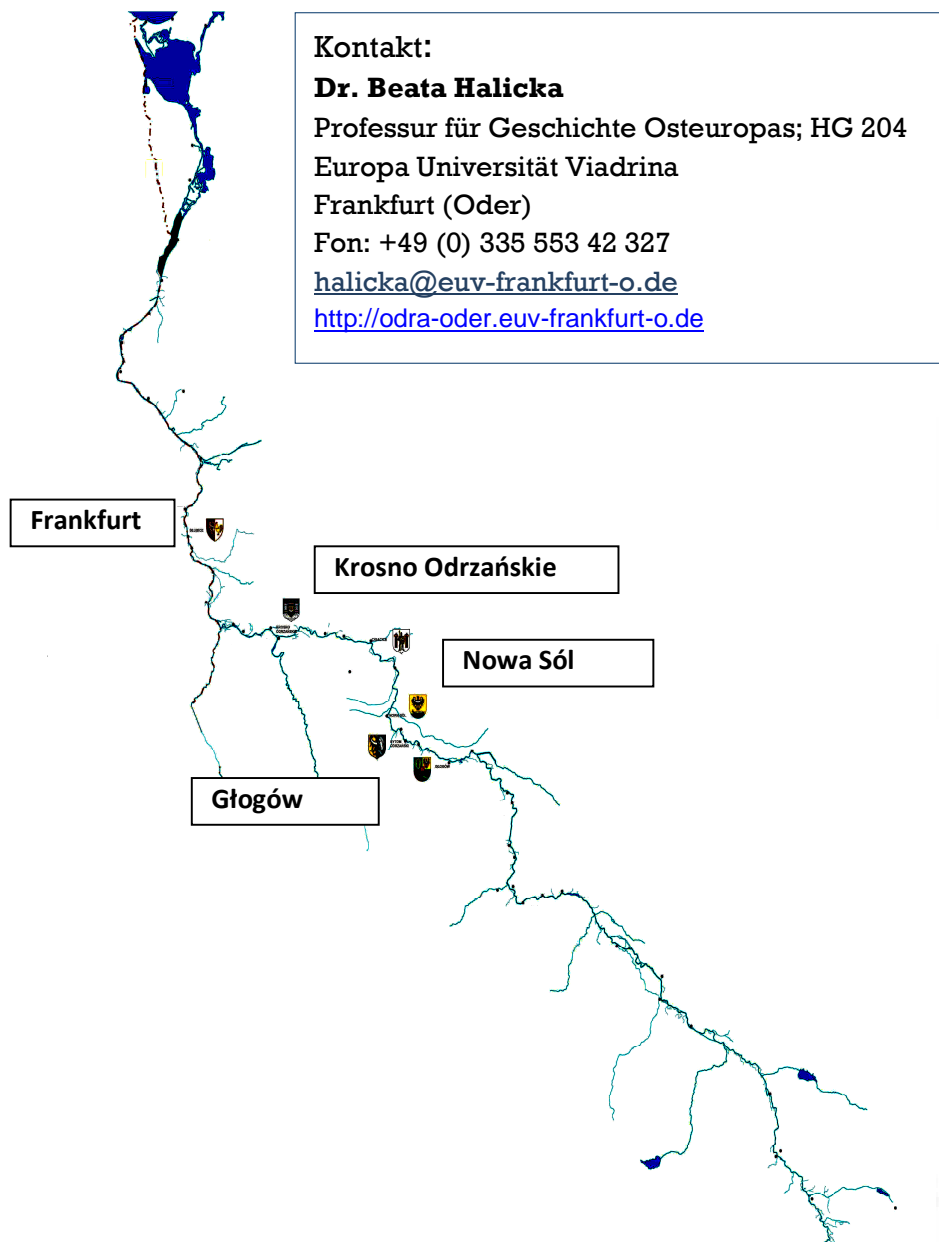 Kontakt:
Dr. Beata Halicka
Professur für Geschichte Osteuropas; HG 204
Europa Universität Viadrina
Frankfurt (Oder)
Fon: +49 (0) 335 553 42 327
halicka@euv-frankfurt-o.de
http://odra-oder.euv-frankfurt-o.de
Frankfurt
Krosno Odrzańskie
Nowa Sól
Głogów